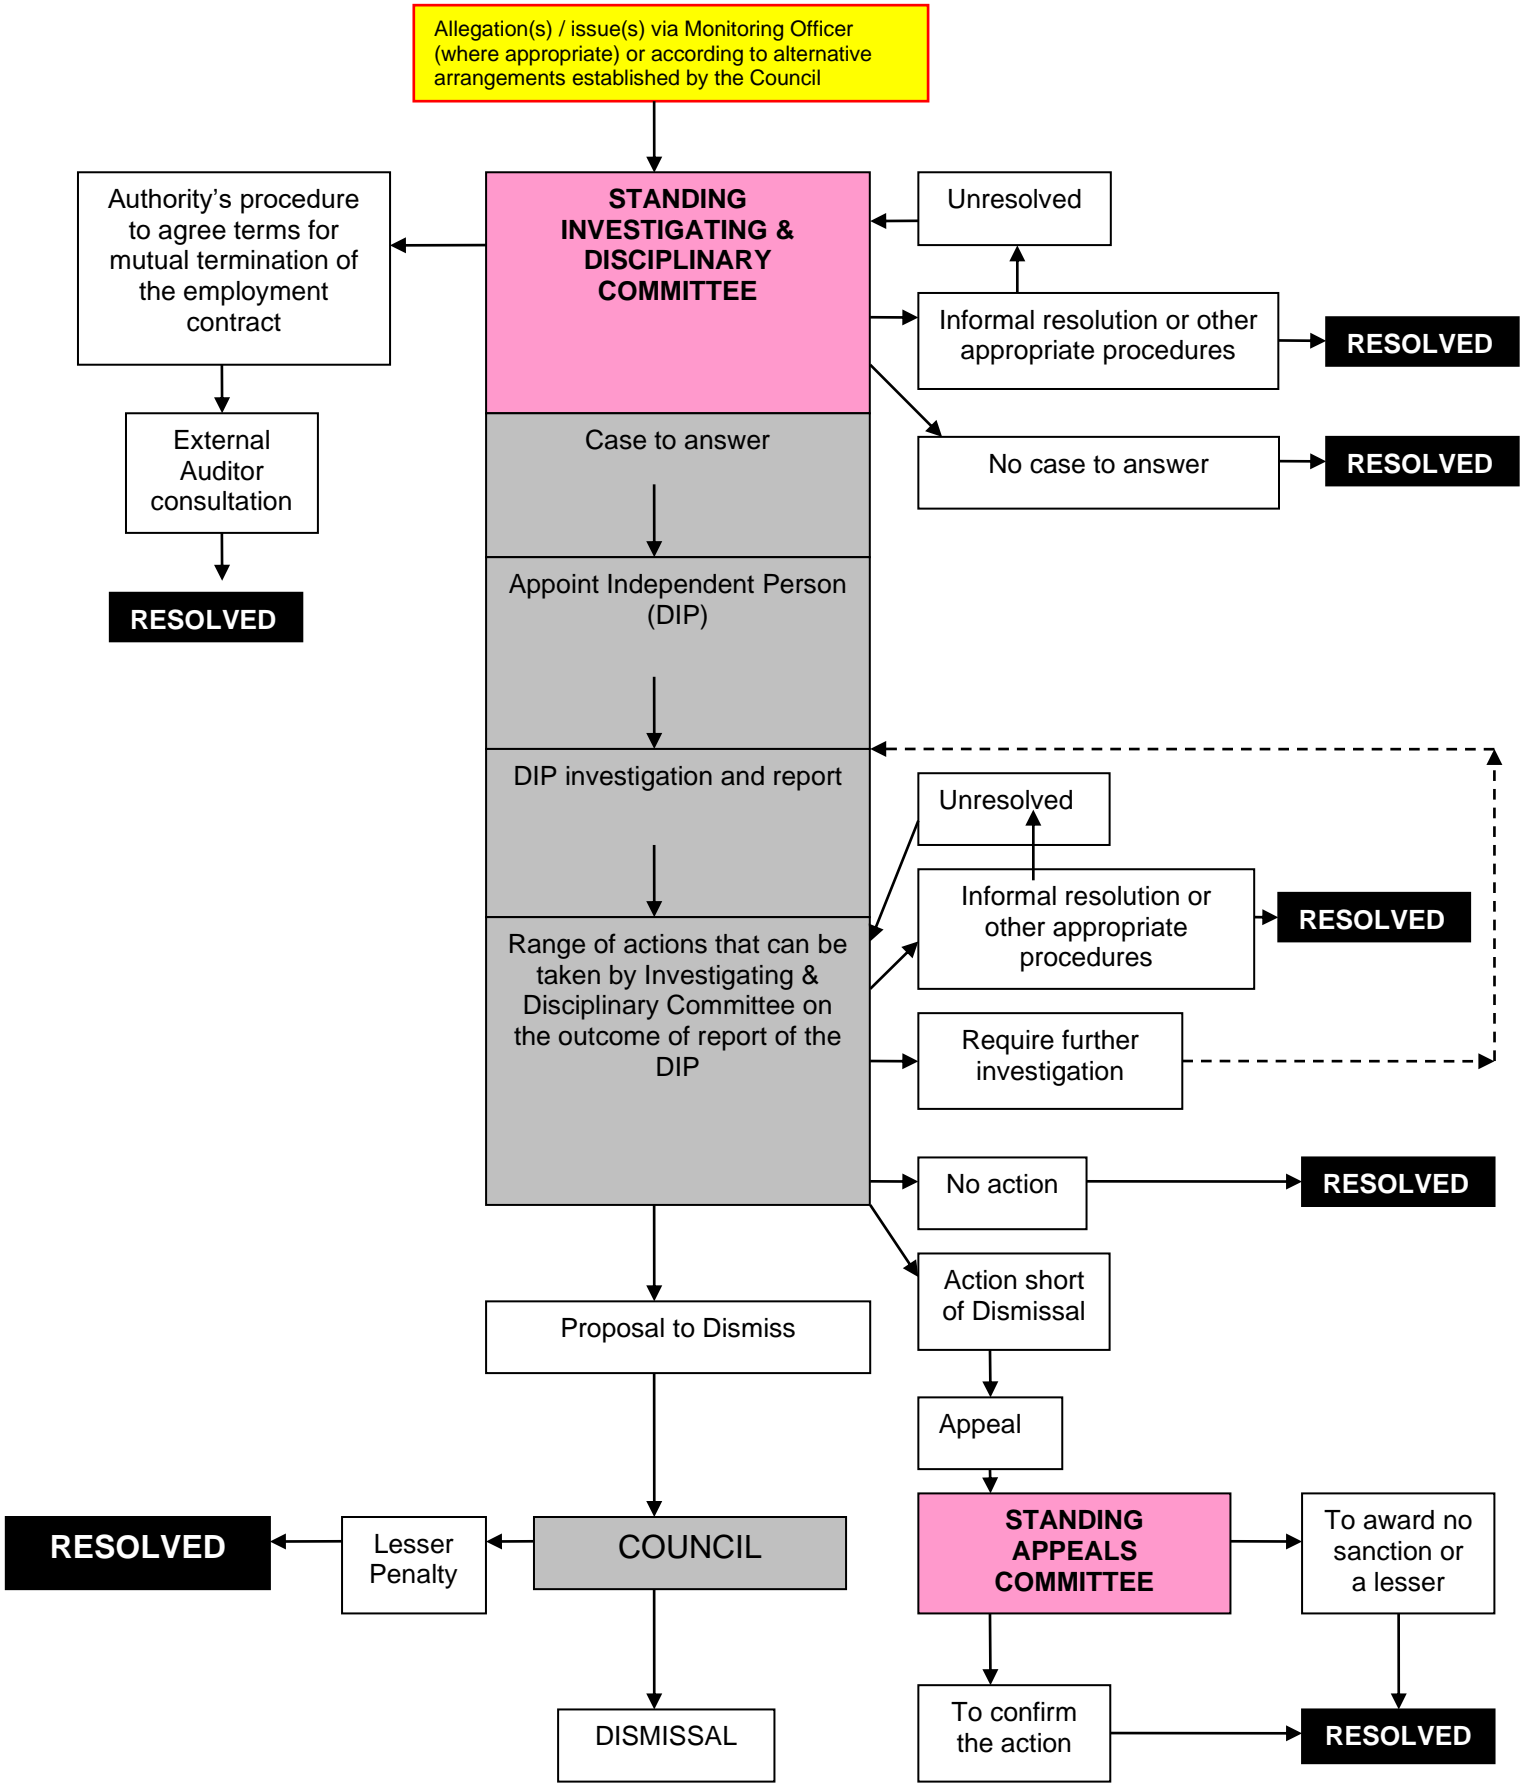 Allegation(s) / issue(s) via Monitoring Officer
(where appropriate) or according to alternative
arrangements established by the Council
Authority’s procedure
to agree terms for
mutual termination of
the employment
contract
STANDING
INVESTIGATING &
DISCIPLINARY
COMMITTEE
Unresolved
Informal resolution or other
appropriate procedures
RESOLVED
External
Auditor
consultation
Case to answer
No case to answer
RESOLVED
RESOLVED
Appoint Independent Person
(DIP)
DIP investigation and report
Unresolved
Informal resolution or
other appropriate
procedures
RESOLVED
Range of actions that can be
taken by Investigating &
Disciplinary Committee on
the outcome of report of the
DIP
Require further
investigation
No action
RESOLVED
Action short
of Dismissal
Proposal to Dismiss
Appeal
RESOLVED
Lesser
Penalty
COUNCIL
STANDING
APPEALS
COMMITTEE
To award no
sanction or
a lesser
DISMISSAL
To confirm
the action
RESOLVED